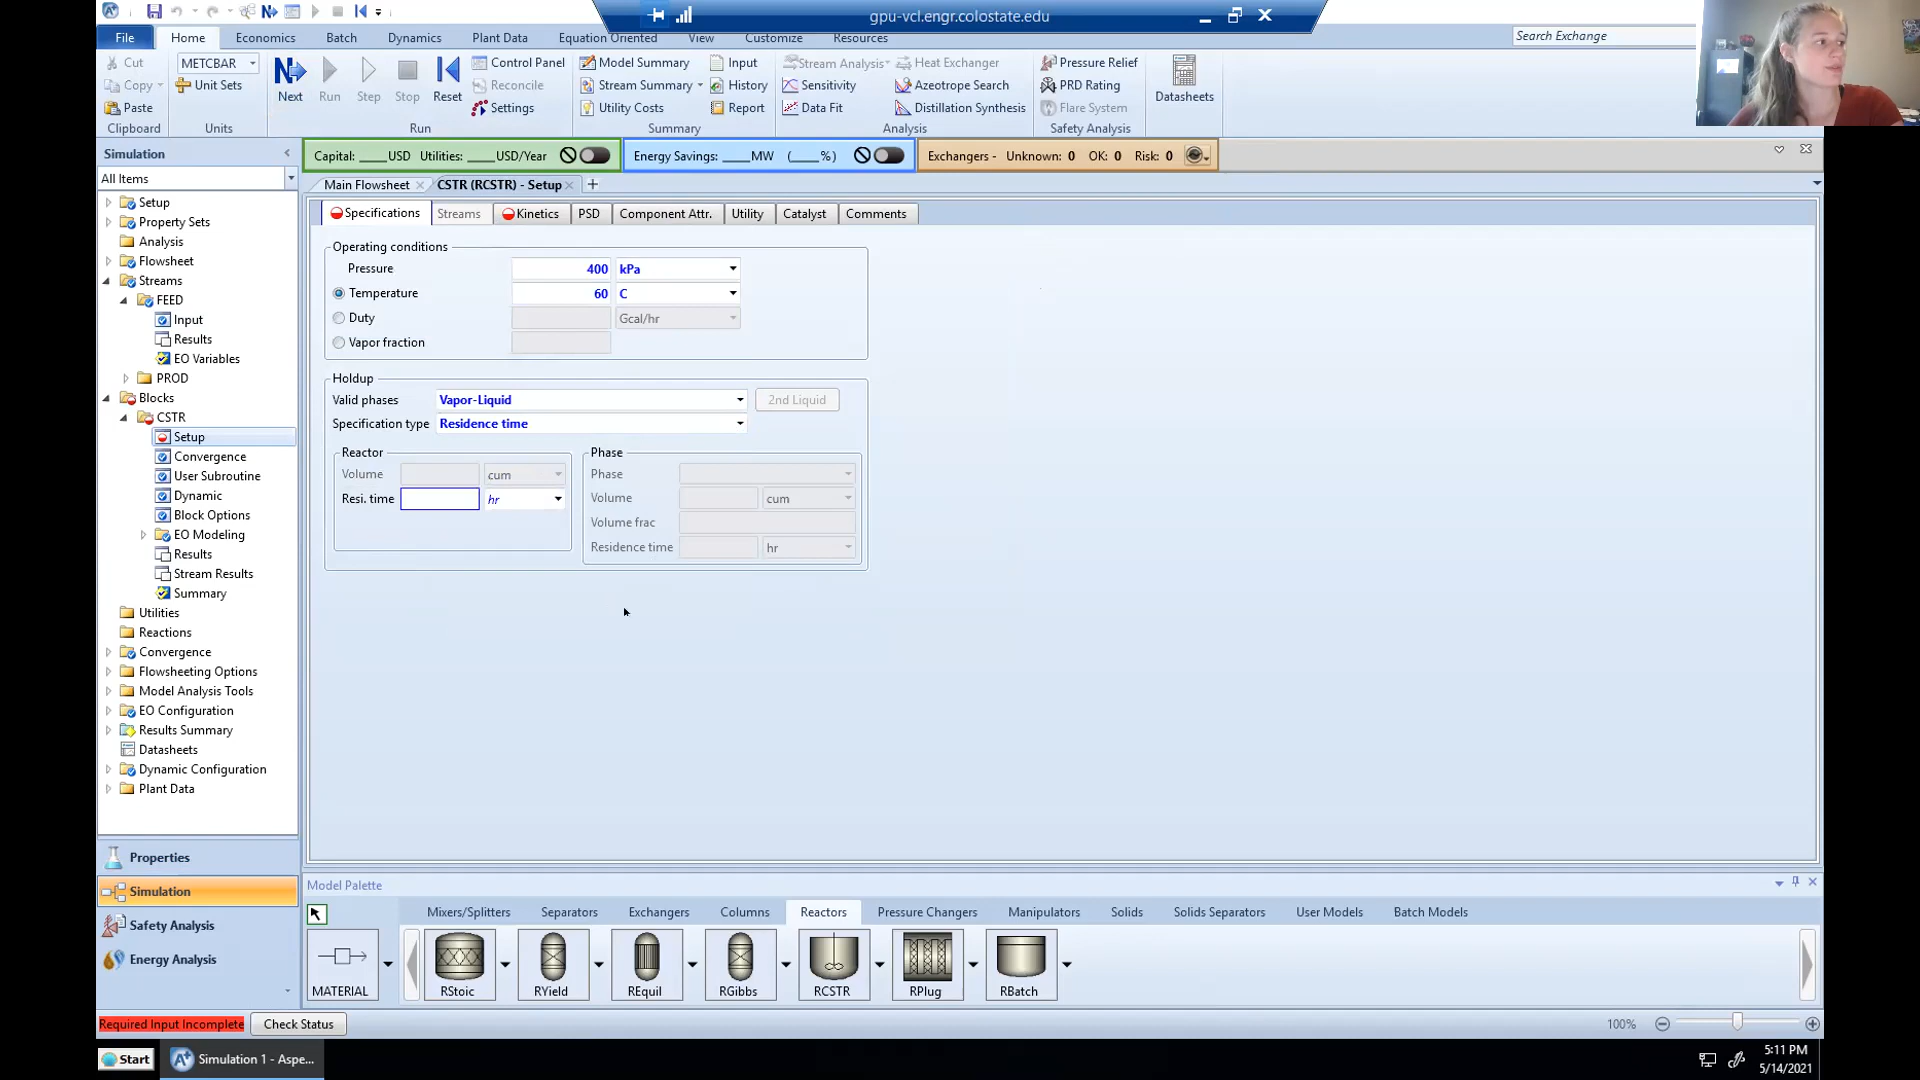 gpu-vcl.engr.colostate.edu
File Home Economics Batch Dynamics Plant Data Equation Oriented View Customize Resources Search Exchange
Cut METCBAR Control Panel Model Summary Input Stream Analysis Heat Exchanger Pressure Relief
Copy Unit Sets Next Run Step Stop Reset Reconcile Stream Summary History Sensitivity Azeotrope Search PRD Rating Datasheets
Paste Settings Utility Costs Report Data Fit Distillation Synthesis Flare System
Clipboard Units Run Summary Analysis Safety Analysis
Simulation Capital: ____USD Utilities: ____USD/Year Energy Savings: ____MW (____%) Exchangers - Unknown: 0 OK: 0 Risk: 0
All Items Main Flowsheet CSTR (RCSTR) - Setup
Setup
Property Sets
Analysis
Flowsheet
Streams
FEED
Input
Results
EO Variables
PROD
Blocks
CSTR
Setup
Convergence
User Subroutine
Dynamic
Block Options
EO Modeling
Results
Stream Results
Summary
Utilities
Reactions
Convergence
Flowsheeting Options
Model Analysis Tools
EO Configuration
Results Summary
Datasheets
Dynamic Configuration
Plant Data
Properties
Simulation
Safety Analysis
Energy Analysis
Specifications Streams Kinetics PSD Component Attr. Utility Catalyst Comments
Operating conditions
Pressure 400 kPa
Temperature 60 C
Duty Gcal/hr
Vapor fraction
Holdup
Valid phases Vapor-Liquid 2nd Liquid
Specification type Residence time
Reactor
Volume cum
Resi. time hr
Phase
Phase
Volume cum
Volume frac
Residence time hr
Model Palette
Mixers/Splitters Separators Exchangers Columns Reactors Pressure Changers Manipulators Solids Solids Separators User Models Batch Models
MATERIAL RStoic RYield REquil RGibbs RCSTR RPlug RBatch
Required Input Incomplete Check Status 100%
Start Simulation 1 - Aspe... 5:11 PM
5/14/2021